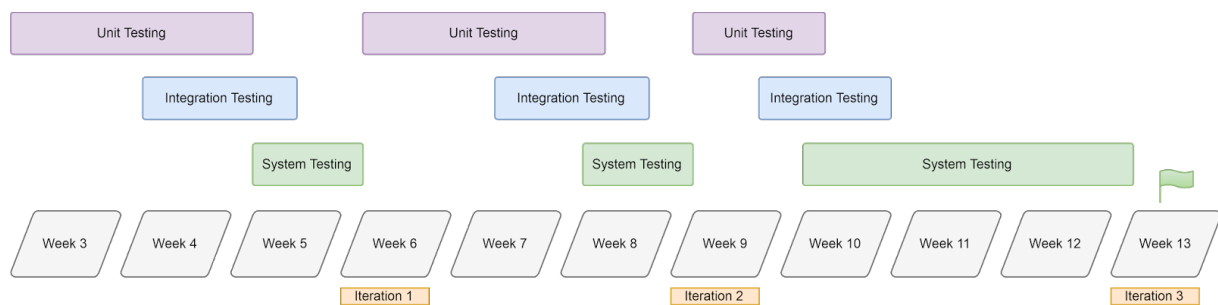 Unit Testing
Unit Testing
Unit Testing
Integration Testing
Integration Testing
Integration Testing
System Testing
System Testing
System Testing
Week 3
Week 4
Week 5
Week 6
Week 7
Week 8
Week 9
Week 10
Week 11
Week 12
Week 13
Iteration 1
Iteration 2
Iteration 3